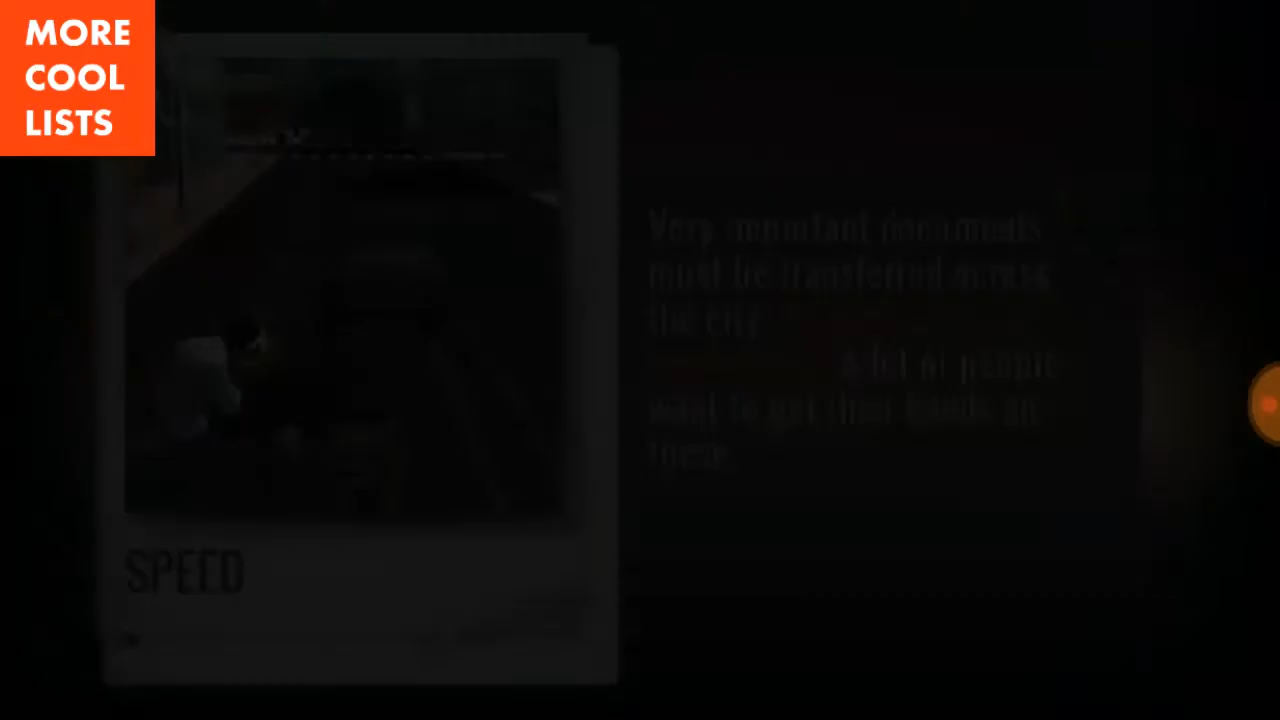 MORE
COOL
LISTS
Very important documents
must be transferred across
the city
A lot of people
want to get their hands on
these
SPEED